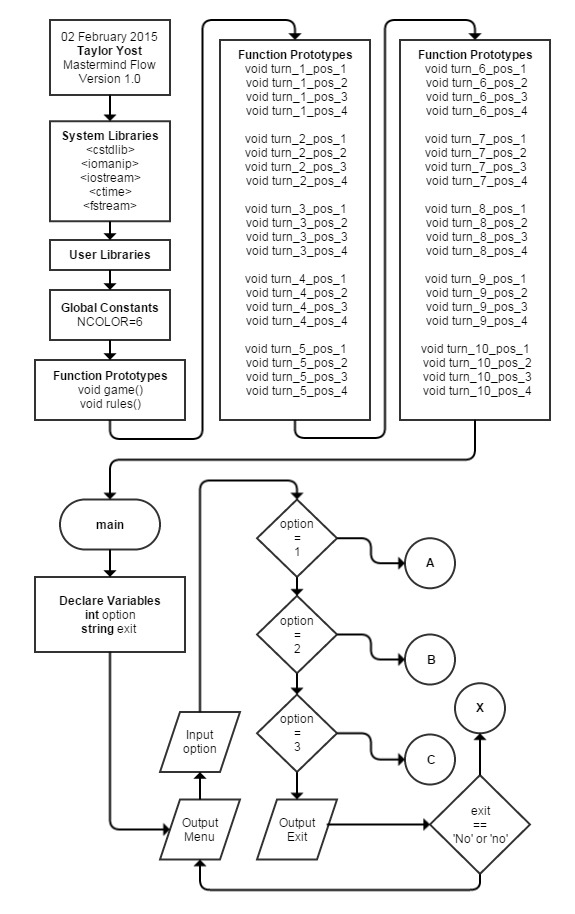 02 February 2015
Taylor Yost
Mastermind Flow
Version 1.0
System Libraries
<cstdlib>
<iomanip>
<iostream>
<ctime>
<fstream>
User Libraries
Global Constants
NCOLOR=6
Function Prototypes
void game()
void rules()
Function Prototypes
void turn_1_pos_1
void turn_1_pos_2
void turn_1_pos_3
void turn_1_pos_4
void turn_2_pos_1
void turn_2_pos_2
void turn_2_pos_3
void turn_2_pos_4
void turn_3_pos_1
void turn_3_pos_2
void turn_3_pos_3
void turn_3_pos_4
void turn_4_pos_1
void turn_4_pos_2
void turn_4_pos_3
void turn_4_pos_4
void turn_5_pos_1
void turn_5_pos_2
void turn_5_pos_3
void turn_5_pos_4
Function Prototypes
void turn_6_pos_1
void turn_6_pos_2
void turn_6_pos_3
void turn_6_pos_4
void turn_7_pos_1
void turn_7_pos_2
void turn_7_pos_3
void turn_7_pos_4
void turn_8_pos_1
void turn_8_pos_2
void turn_8_pos_3
void turn_8_pos_4
void turn_9_pos_1
void turn_9_pos_2
void turn_9_pos_3
void turn_9_pos_4
void turn_10_pos_1
void turn_10_pos_2
void turn_10_pos_3
void turn_10_pos_4
main
Declare Variables
int option
string exit
Output
Menu
Input
option
option
=
1
A
option
=
2
B
option
=
3
C
Output
Exit
exit
==
'No' or 'no'
X